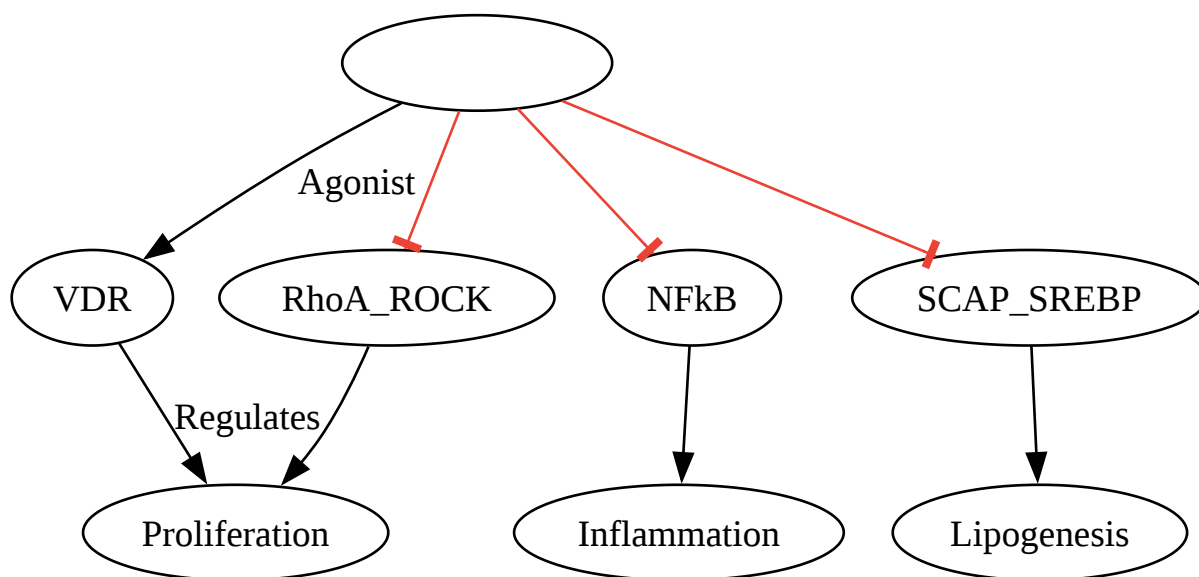 Agonist
VDR
RhoA_ROCK
NFkB
SCAP_SREBP
Regulates
Proliferation
Inflammation
Lipogenesis